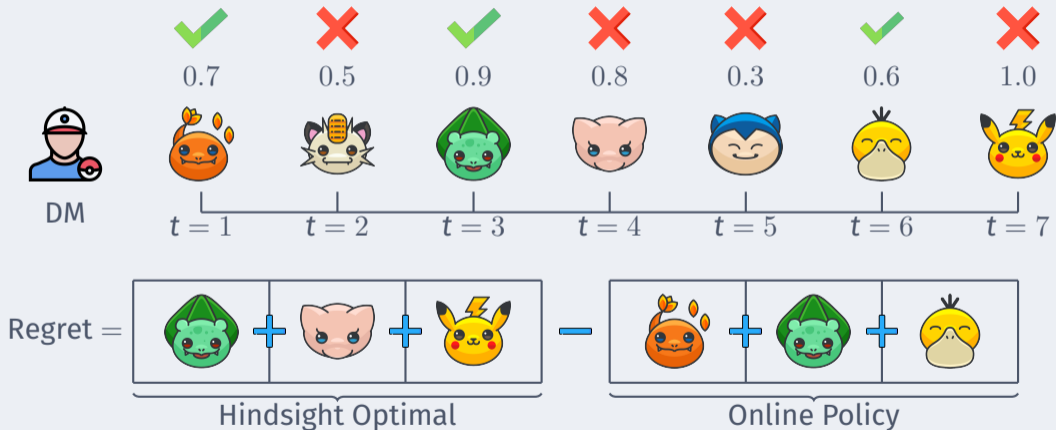 0.7 0.5 0.9 0.8 0.3 0.6 1.0
DM
t = 1 t = 2 t = 3 t = 4 t = 5 t = 6 t = 7
Regret = + + − + +
Hindsight Optimal Online Policy